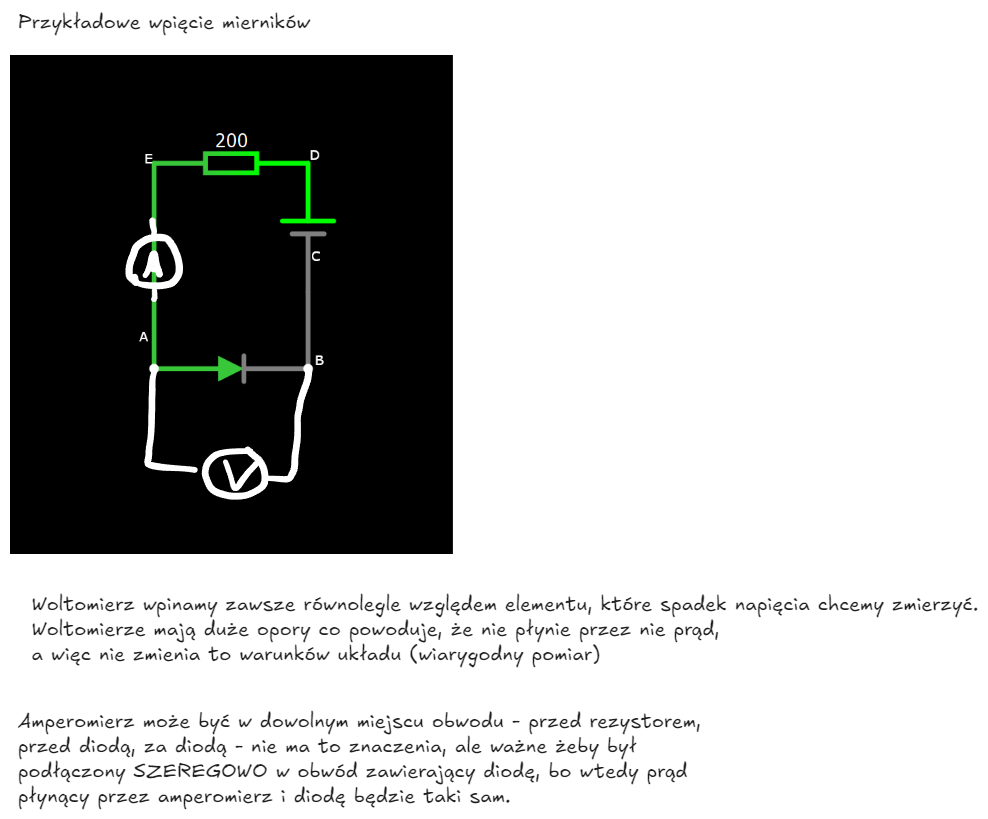 Przykładowe wpięcie mierników
200
E
D
A
C
A
B
V
Woltomierz wpinamy zawsze równolegle względem elementu, które spadek napięcia chcemy zmierzyć.
Woltomierze mają duże opory co powoduje, że nie płynie przez nie prąd,
a więc nie zmienia to warunków układu (wiarygodny pomiar)
Amperomierz może być w dowolnym miejscu obwodu - przed rezystorem,
przed diodą, za diodą - nie ma to znaczenia, ale ważne żeby był
podłączony SZEREGOWO w obwód zawierający diodę, bo wtedy prąd
płynący przez amperomierz i diodę będzie taki sam.